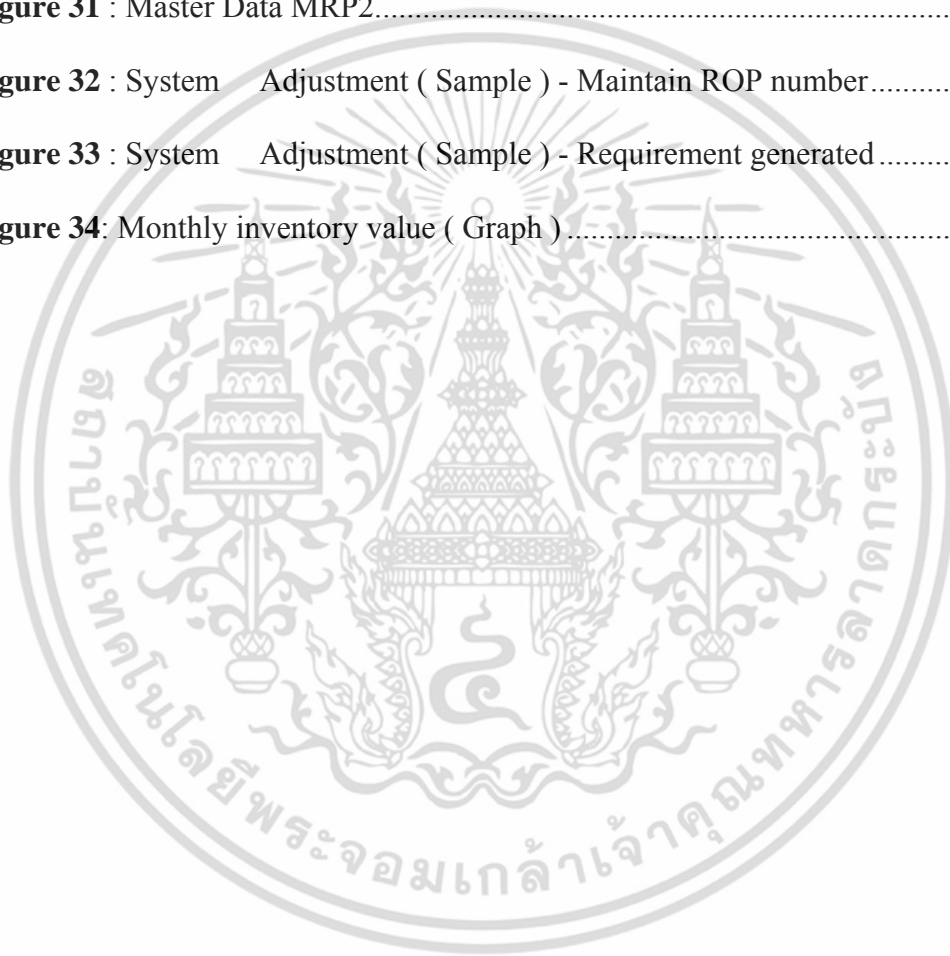 gure 31 : Master Data MRP2..........................................................................................
gure 32 : System Adjustment ( Sample ) - Maintain ROP number..........
gure 33 : System Adjustment ( Sample ) - Requirement generated.........
gure 34: Monthly inventory value ( Graph )..................................................
สถาบันเทคโนโลยีพระจอมเกล้าเจ้าคุณทหารลาดกระบัง